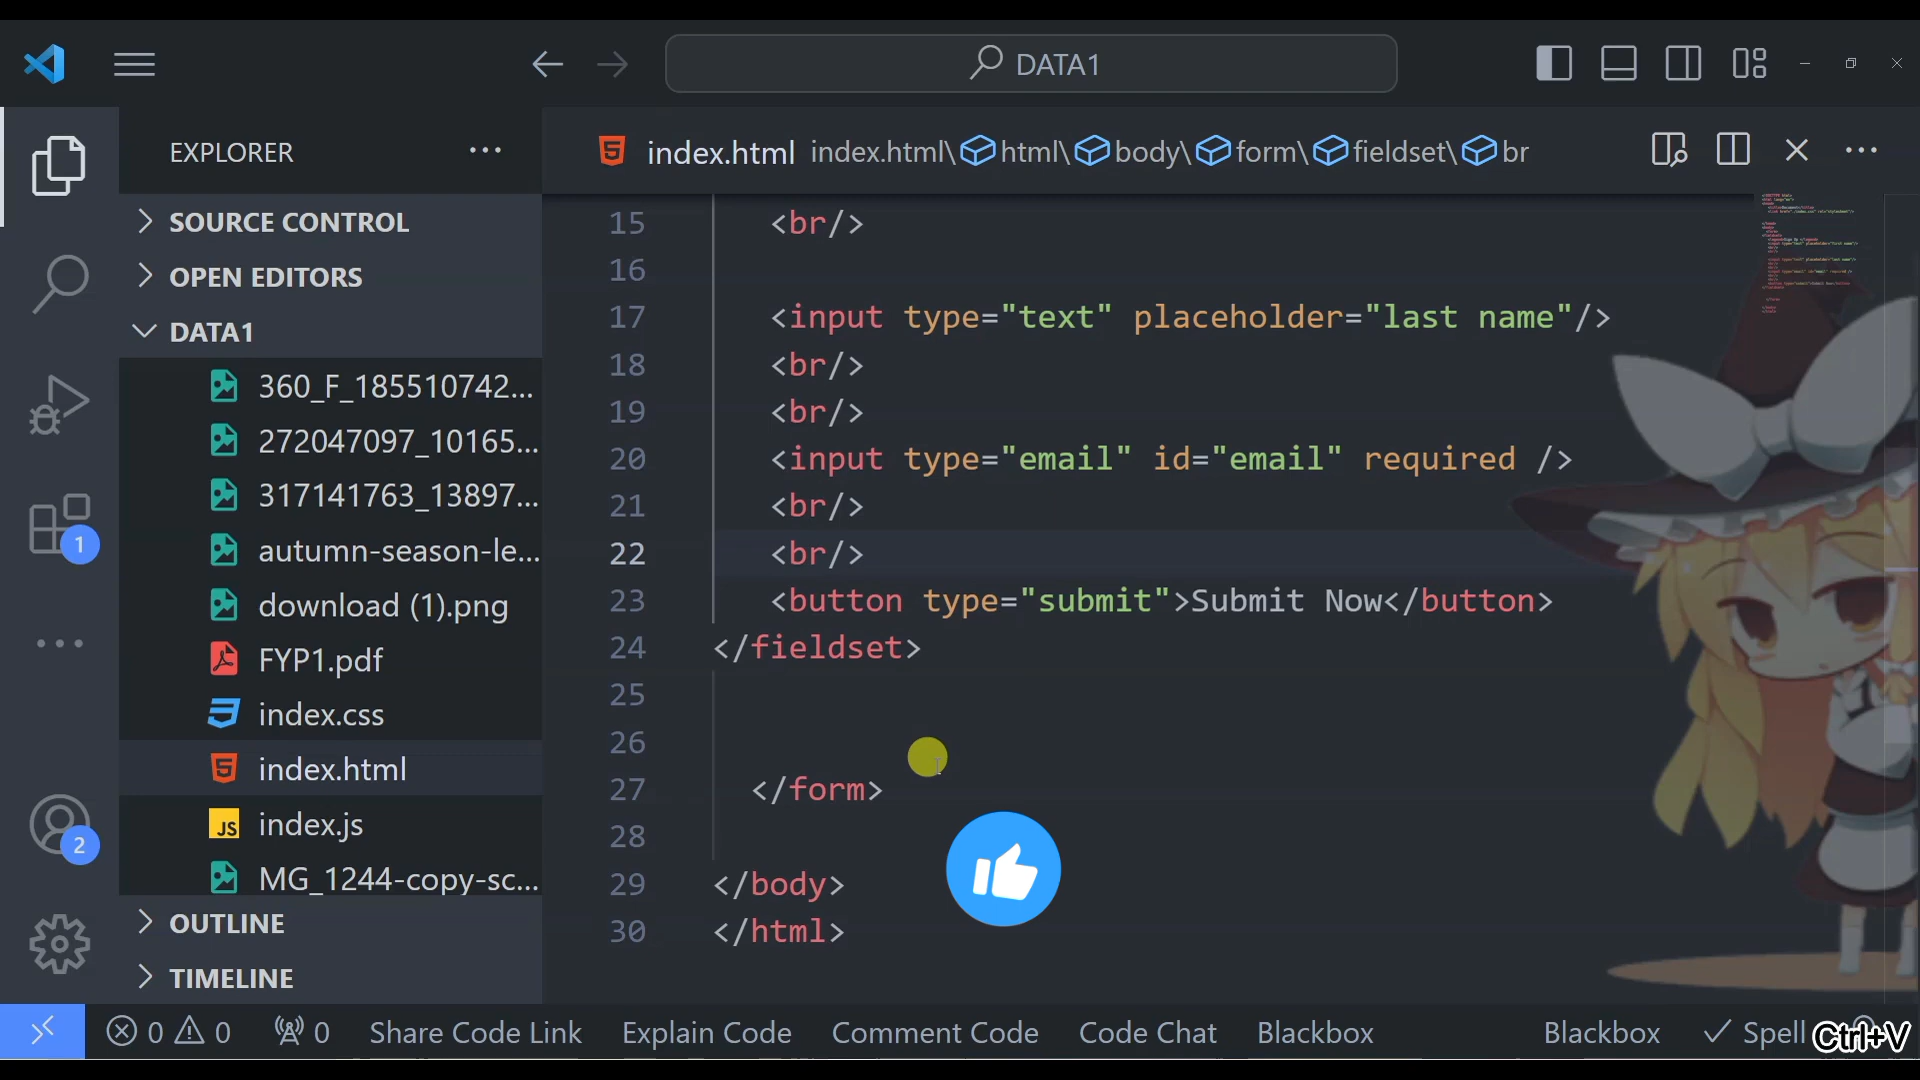 DATA1
EXPLORER
index.html index.html\html\body\form\fieldset\br
SOURCE CONTROL
OPEN EDITORS
DATA1
360_F_185510742...
272047097_10165...
317141763_13897...
autumn-season-le...
download (1).png
FYP1.pdf
index.css
index.html
index.js
MG_1244-copy-sc...
OUTLINE
TIMELINE
1
2
15 <br/>
16
17 <input type="text" placeholder="last name"/>
18 <br/>
19 <br/>
20 <input type="email" id="email" required />
21 <br/>
22 <br/>
23 <button type="submit">Submit Now</button>
24 </fieldset>
25
26
27 </form>
28
29 </body>
30 </html>
0 0 0 Share Code Link Explain Code Comment Code Code Chat Blackbox Blackbox Spell
Ctrl+V